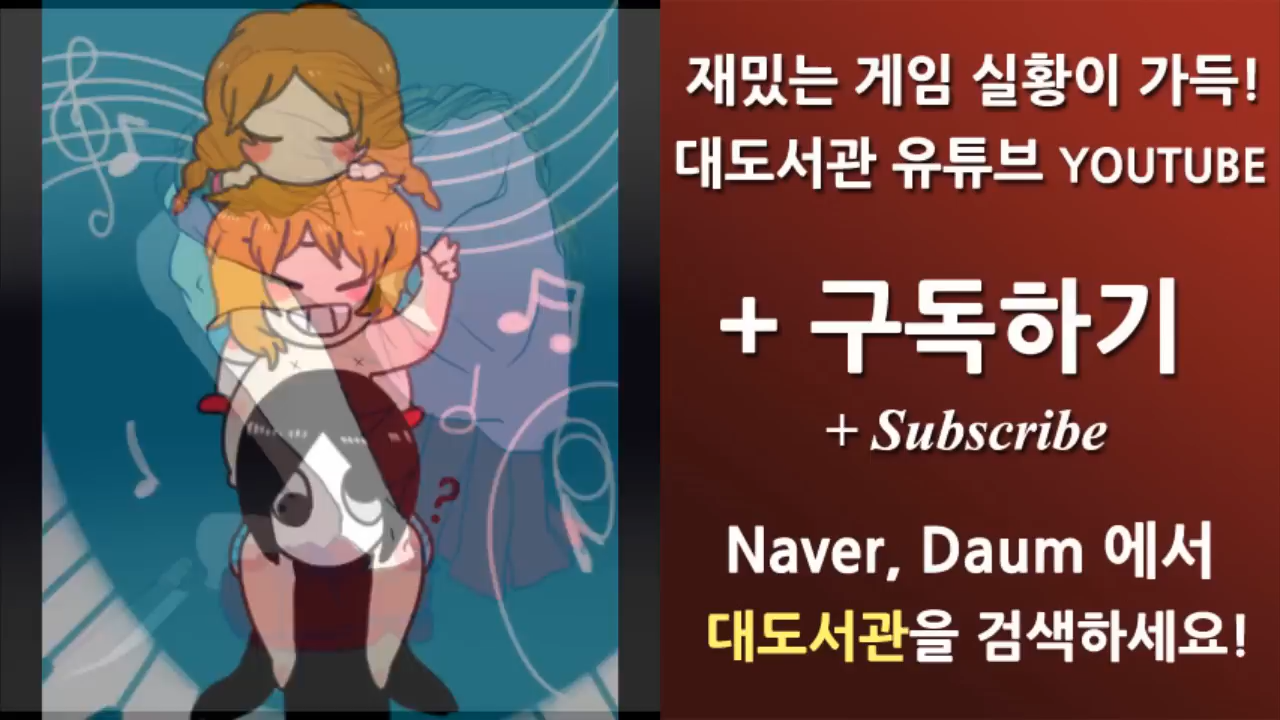 재밌는 게임 실황이 가득!
대도서관 유튜브 YOUTUBE
+ 구독하기
+ Subscribe
Naver, Daum 에서
대도서관을 검색하세요!
?